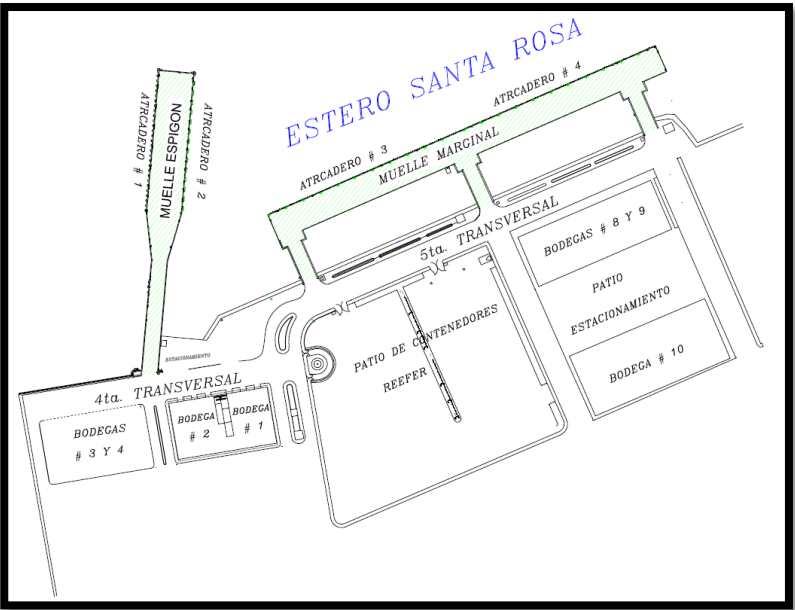 ESTERO SANTA ROSA
ATRCADERO # 1
MUELLE ESPIGON
ATRCADERO # 2
ATRCADERO # 3
ATRCADERO # 4
MUELLE MARGINAL
5ta. TRANSVERSAL
BODEGAS # 8 Y 9
PATIO
ESTACIONAMIENTO
BODEGA # 10
PATIO DE CONTENEDORES
REEFER
ESTACIONAMIENTO
4ta. TRANSVERSAL
BODEGAS
# 3 Y 4
BODEGA
# 2
BODEGA
# 1